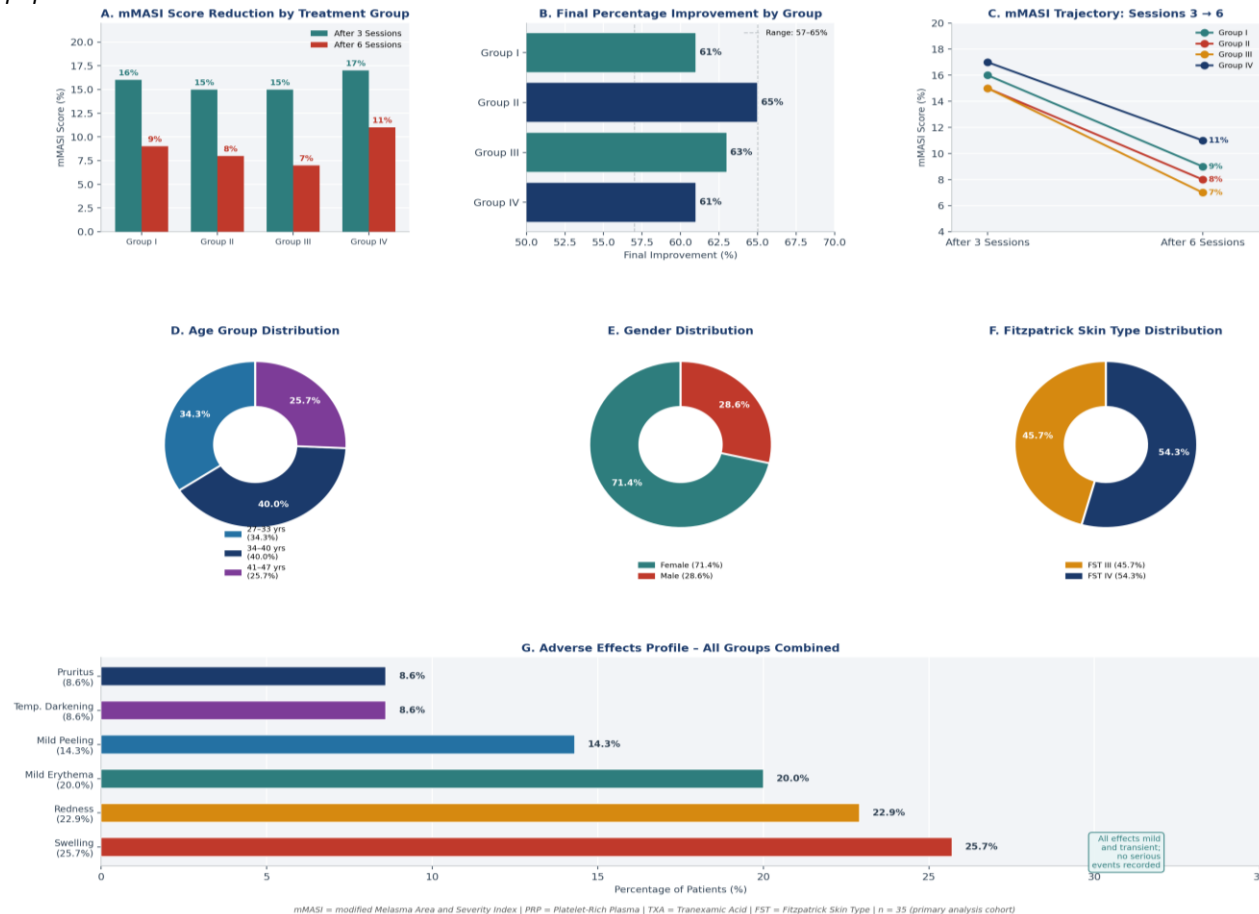 A. mMASI Score Reduction by Treatment Group
After 3 Sessions
After 6 Sessions
mMASI Score (%)
20.0
17.5
15.0
12.5
10.0
7.5
5.0
2.5
0.0
16%
9%
15%
8%
15%
7%
17%
11%
Group I
Group II
Group III
Group IV
B. Final Percentage Improvement by Group
Range: 57–65%
Group I
61%
Group II
65%
Group III
63%
Group IV
61%
50.0 52.5 55.0 57.5 60.0 62.5 65.0 67.5 70.0
Final Improvement (%)
C. mMASI Trajectory: Sessions 3 → 6
Group I
Group II
Group III
Group IV
mMASI Score (%)
20
18
16
14
12
10
8
6
4
11%
9%
8%
7%
After 3 Sessions
After 6 Sessions
D. Age Group Distribution
34.3%
25.7%
40.0%
27–33 yrs
(34.3%)
34–40 yrs
(40.0%)
41–47 yrs
(25.7%)
E. Gender Distribution
28.6%
71.4%
Female (71.4%)
Male (28.6%)
F. Fitzpatrick Skin Type Distribution
45.7%
54.3%
FST III (45.7%)
FST IV (54.3%)
G. Adverse Effects Profile – All Groups Combined
Pruritus
(8.6%)
8.6%
Temp. Darkening
(8.6%)
8.6%
Mild Peeling
(14.3%)
14.3%
Mild Erythema
(20.0%)
20.0%
Redness
(22.9%)
22.9%
Swelling
(25.7%)
25.7%
All effects mild
and transient;
no serious
events recorded
0 5 10 15 20 25 30
Percentage of Patients (%)
mMASI = modified Melasma Area and Severity Index | PRP = Platelet-Rich Plasma | TXA = Tranexamic Acid | FST = Fitzpatrick Skin Type | n = 35 (primary analysis cohort)